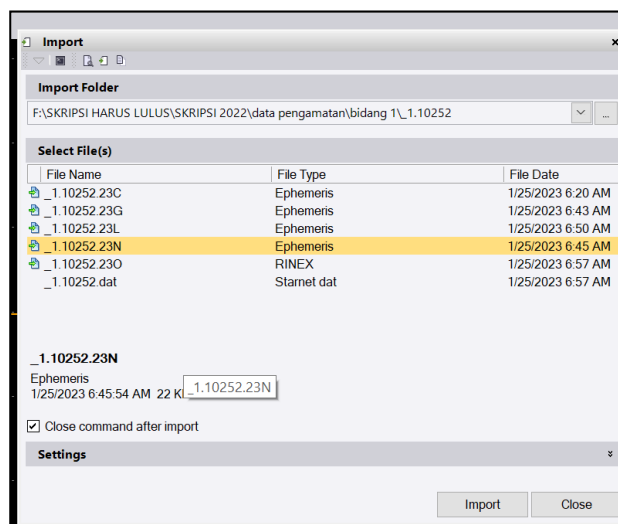 Import
Import Folder
F:\SKRIPSI HARUS LULUS\SKRIPSI 2022\data pengamatan\bidang 1\_1.10252
...
Select File(s)
File Name File Type File Date
_1.10252.23C Ephemeris 1/25/2023 6:20 AM
_1.10252.23G Ephemeris 1/25/2023 6:43 AM
_1.10252.23L Ephemeris 1/25/2023 6:50 AM
_1.10252.23N Ephemeris 1/25/2023 6:45 AM
_1.10252.23O RINEX 1/25/2023 6:57 AM
_1.10252.dat Starnet dat 1/25/2023 6:57 AM
_1.10252.23N
Ephemeris
1/25/2023 6:45:54 AM 22
_1.10252.23N
Close command after import
Settings
Import Close